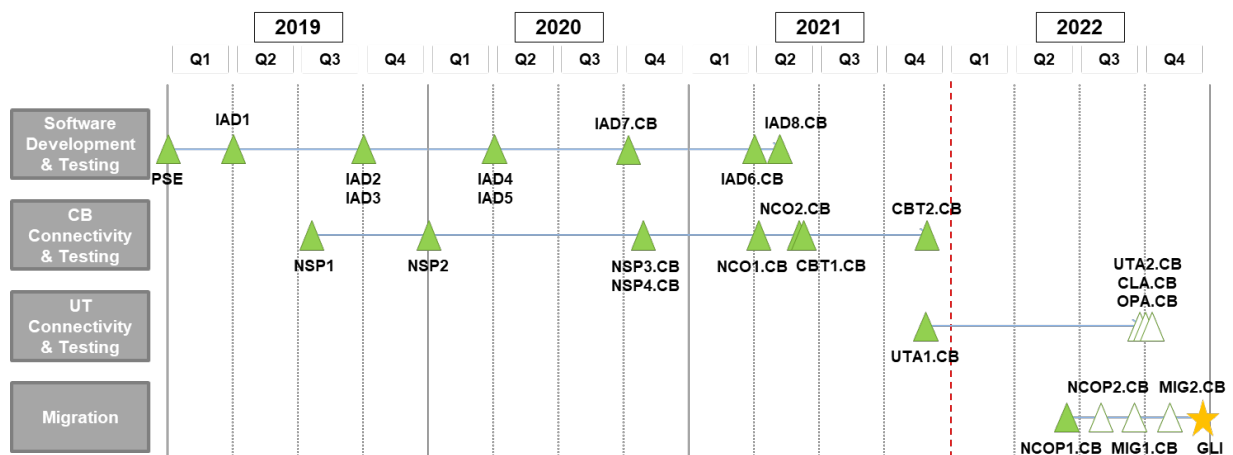 2019
2020
2021
2022
Q1
Q2
Q3
Q4
Q1
Q2
Q3
Q4
Q1
Q2
Q3
Q4
Q1
Q2
Q3
Q4
Software
Development
& Testing
IAD1
IAD7.CB
IAD8.CB
PSE
IAD2
IAD3
IAD4
IAD5
IAD6.CB
CB
Connectivity
& Testing
NCO2.CB
CBT2.CB
NSP1
NSP2
NSP3.CB
NSP4.CB
NCO1.CB
CBT1.CB
UT
Connectivity
& Testing
UTA2.CB
CLA.CB
OPA.CB
UTA1.CB
Migration
NCOP2.CB
MIG2.CB
NCOP1.CB
MIG1.CB
GLI